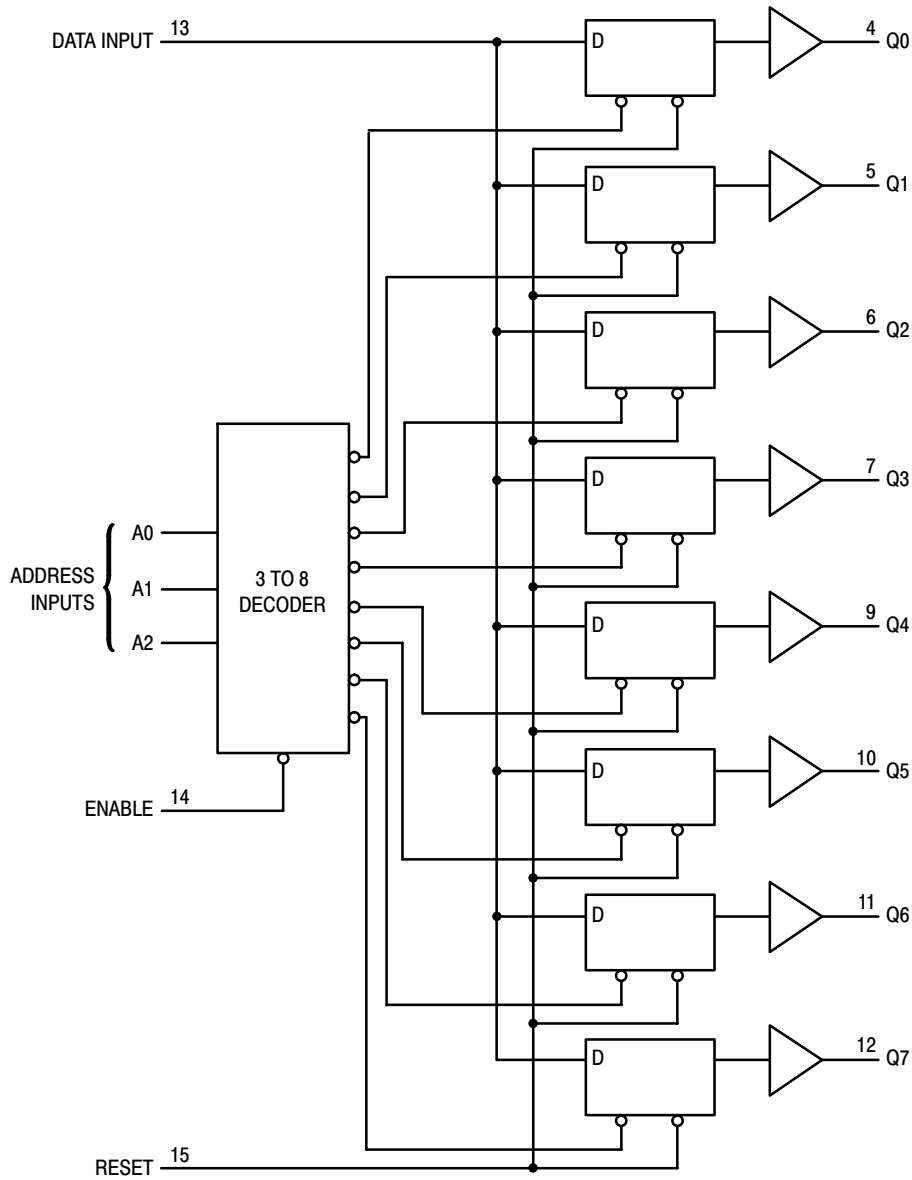 DATA INPUT 13
D
4 Q0
D
5 Q1
D
6 Q2
D
7 Q3
A0
ADDRESS
INPUTS
A1
A2
3 TO 8
DECODER
D
9 Q4
D
10 Q5
ENABLE 14
D
11 Q6
D
12 Q7
RESET 15